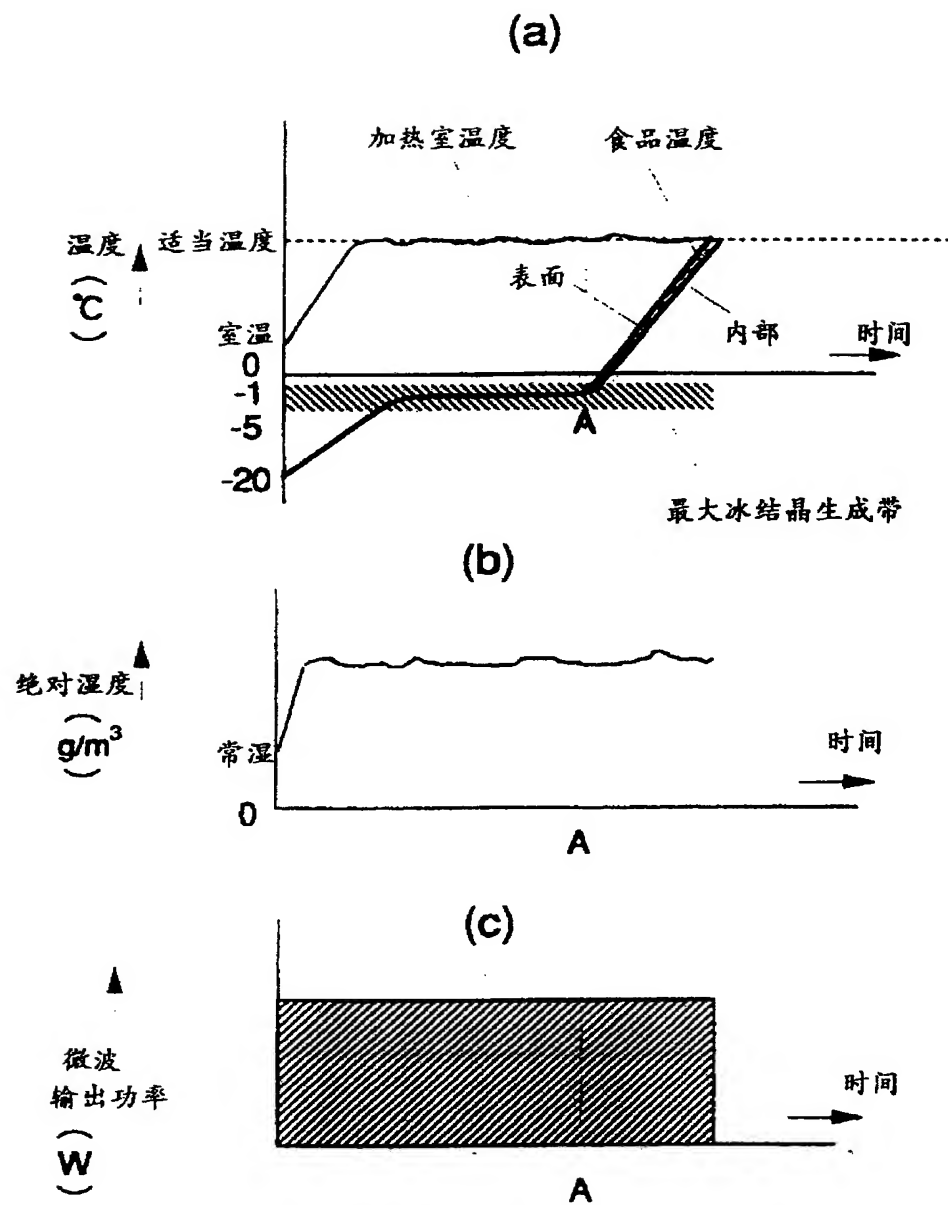 (a)
加热室温度
食品温度
温度
(℃)
适当温度
表面
室温
内部
时间
0
-1
-5
A
-20
最大冰结晶生成带
(b)
绝对湿度
(g/m³)
常湿
时间
0
A
(c)
微波
输出功率
(W)
时间
A